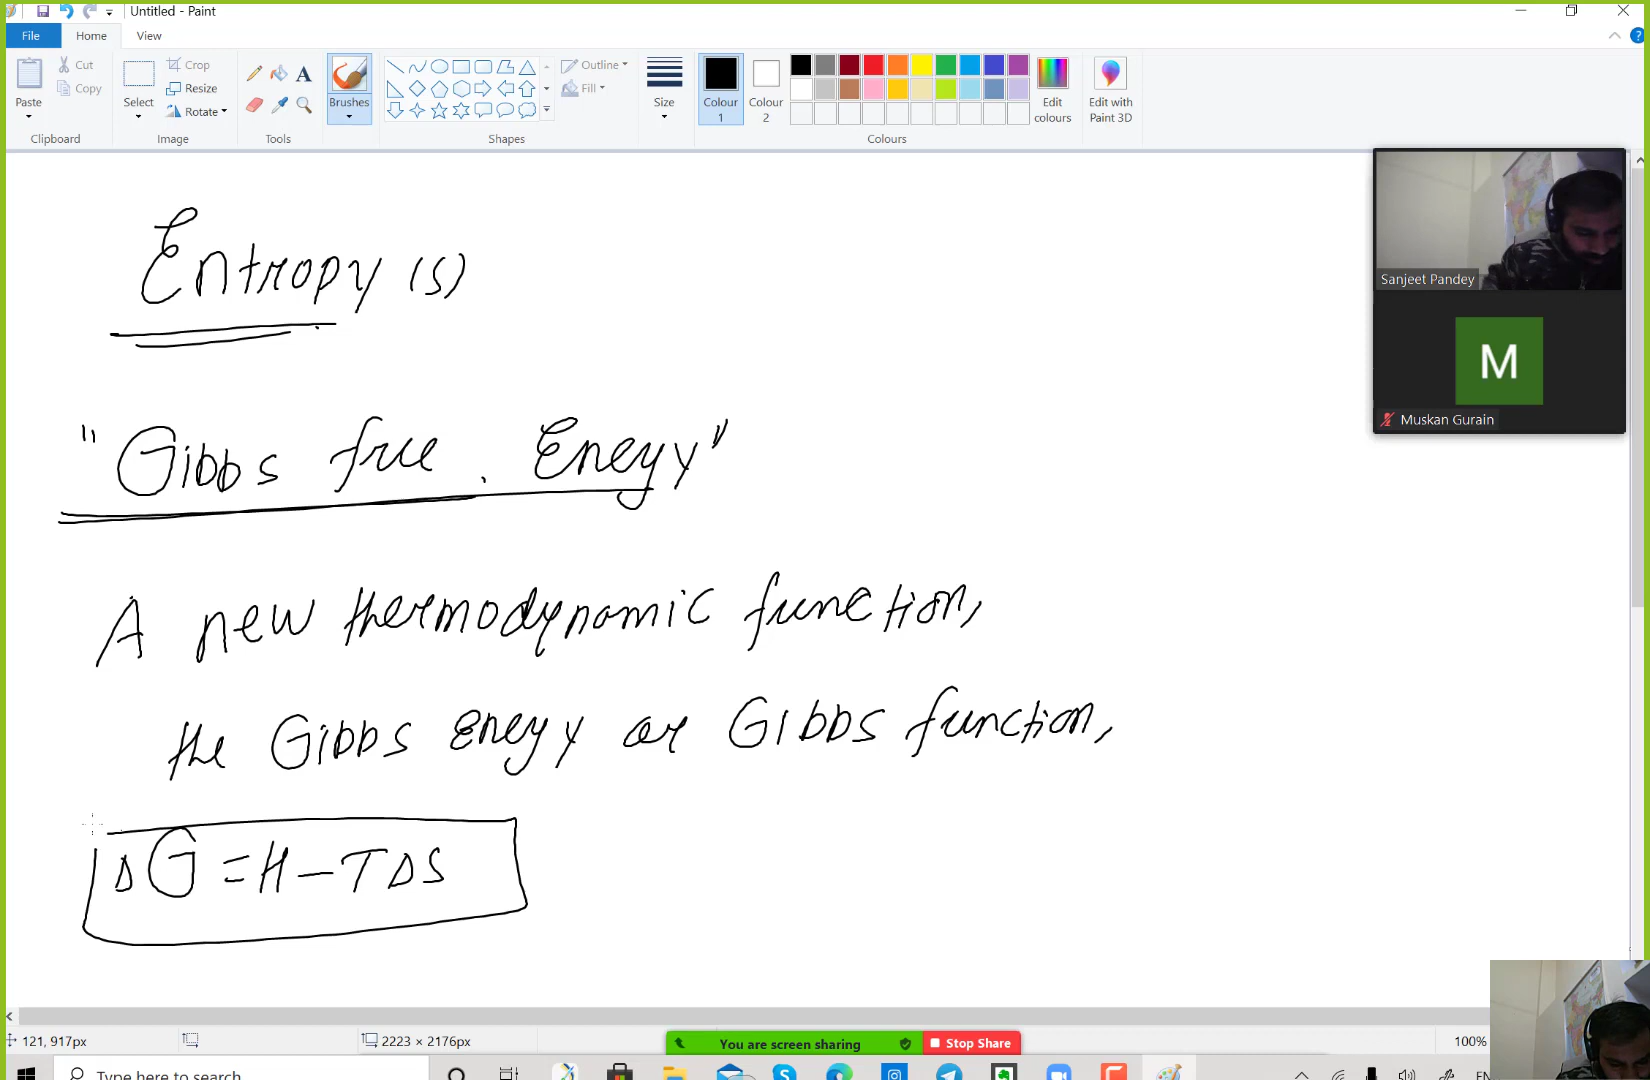 Untitled - Paint
File Home View
Cut
Copy
Paste
Clipboard
Select
Crop
Resize
Rotate
Image
Tools
Brushes
Outline
Fill
Shapes
Size
Colour 1
Colour 2
Edit colours
Edit with Paint 3D
Colours
Entropy (s)
"Gibbs free. Eneyy"
A new thermodynamic function,
the Gibbs eneyy or Gibbs function,
ΔG = H - TΔS
Sanjeet Pandey
M
Muskan Gurain
121, 917px
2223 × 2176px
You are screen sharing
Stop Share
100%
Type here to search